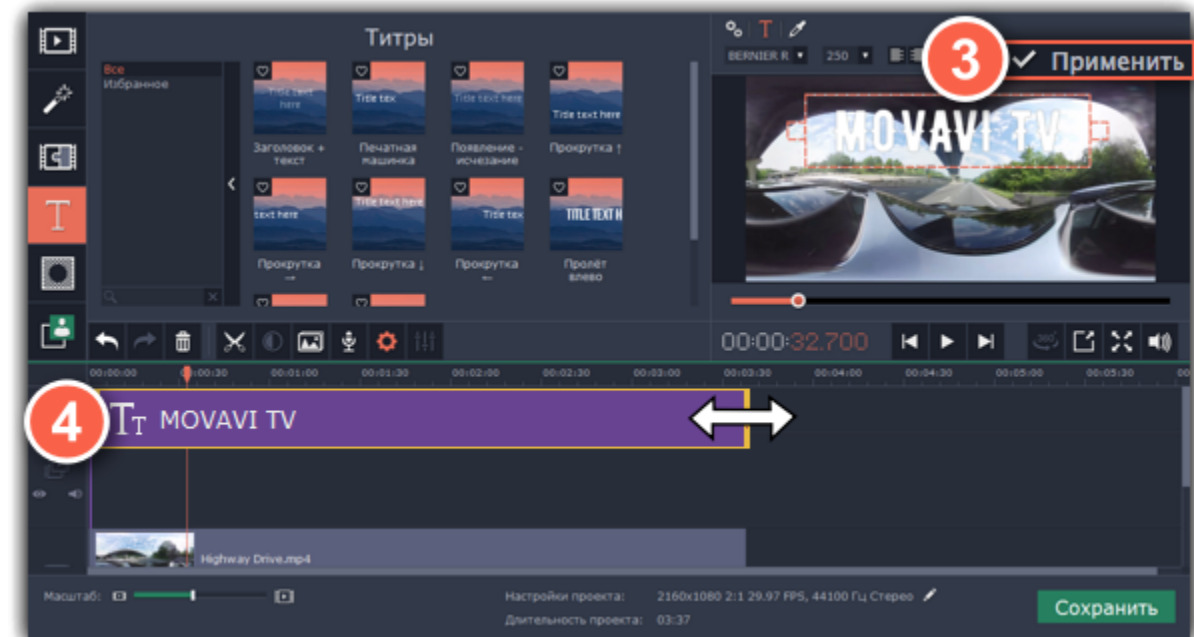 Титры
BERNIER R
250
3
Применить
Все
Избранное
Title text here
Title tex
Title text here
Title text here
Заголовок + текст
Печатная машинка
Появление - исчезание
Прокрутка ↑
text here
Title text here
Title tex
TITLE TEXT H
Прокрутка →
Прокрутка ↓
Прокрутка ←
Пролёт влево
MOVAVI TV
00:00:32.700
360°
00:00:00 00:00:30 00:01:00 00:01:30 00:02:00 00:02:30 00:03:00 00:03:30 00:04:00 00:04:30 00:05:00 00:05:30 00
4
Tт MOVAVI TV
Highway Drive.mp4
Масштаб:
Настройки проекта: 2160x1080 2:1 29.97 FPS, 44100 Гц Стерео
Длительность проекта: 03:37
Сохранить